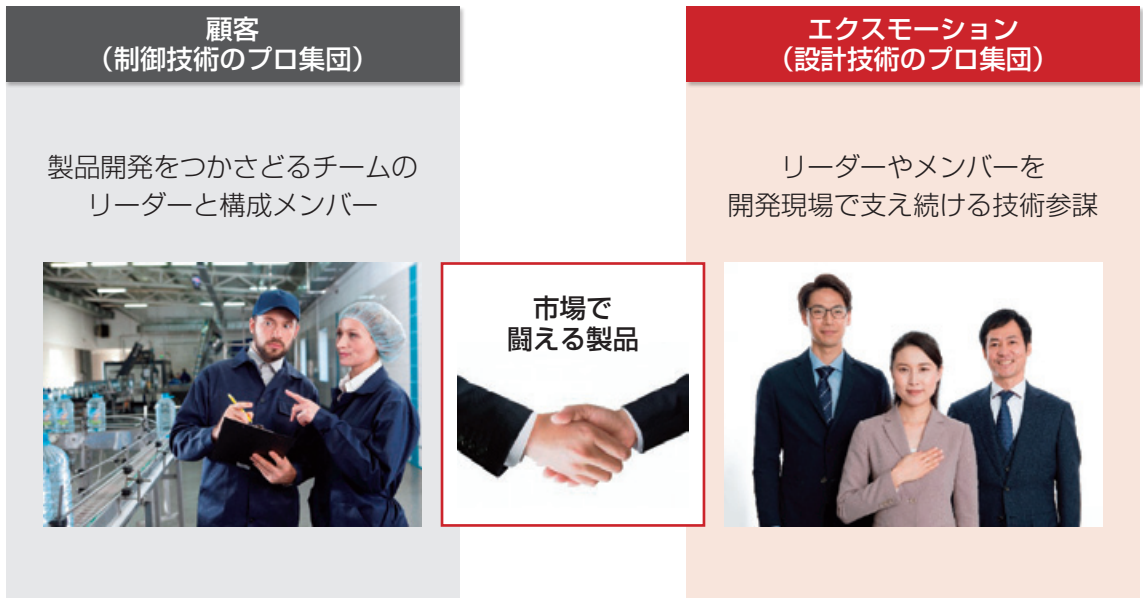 顧客
（制御技術のプロ集団）
製品開発をつかさどるチームの
リーダーと構成メンバー
市場で
闘える製品
エクスモーション
（設計技術のプロ集団）
リーダーやメンバーを
開発現場で支え続ける技術参謀